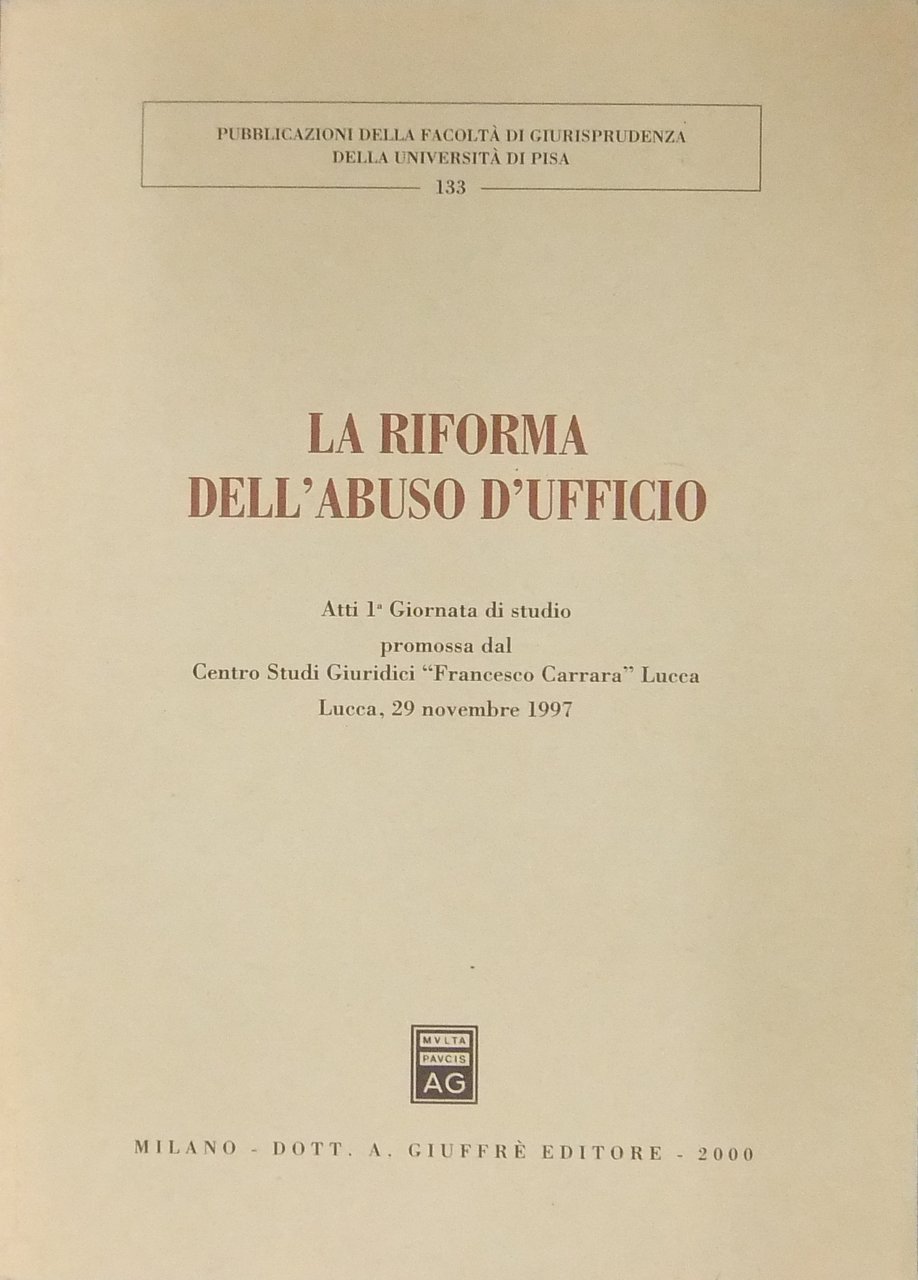 PUBBLICAZIONI DELLA FACOLTÀ DI GIURISPRUDENZA
DELLA UNIVERSITÀ DI PISA
133
LA RIFORMA
DELL'ABUSO D'UFFICIO
Atti 1ª Giornata di studio
promossa dal
Centro Studi Giuridici “Francesco Carrara” Lucca
Lucca, 29 novembre 1997
MVLTA
PAVCIS
AG
MILANO - DOTT. A. GIUFFRÈ EDITORE - 2000